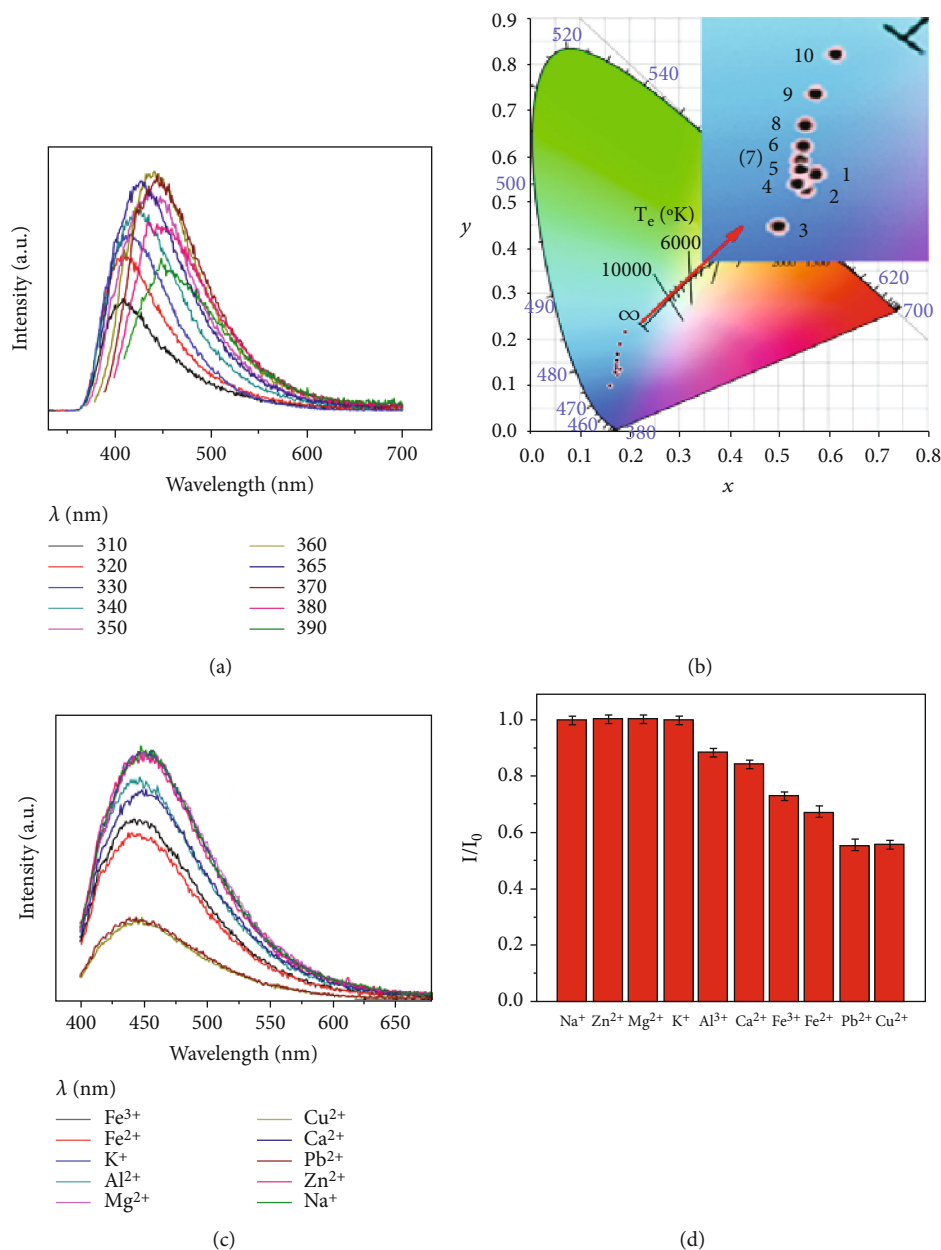 Intensity (a.u.)
400
500
600
700
Wavelength (nm)
λ (nm)
310
320
330
340
350
360
365
370
380
390
(a)
0.9
0.8
0.7
0.6
0.5
0.4
0.3
0.2
0.1
0.0
y
520
540
500
490
480
470
460
380
620
700
Tₑ (°K)
6000
10000
∞
10
9
8
6
(7)
5
4
1
2
3
0.0
0.1
0.2
0.3
0.4
0.5
0.6
0.7
0.8
x
(b)
Intensity (a.u.)
400
450
500
550
600
650
Wavelength (nm)
λ (nm)
Fe³⁺
Fe²⁺
K⁺
Al²⁺
Mg²⁺
Cu²⁺
Ca²⁺
Pb²⁺
Zn²⁺
Na⁺
(c)
I/I₀
1.0
0.8
0.6
0.4
0.2
0.0
Na⁺ Zn²⁺ Mg²⁺ K⁺ Al³⁺ Ca²⁺ Fe³⁺ Fe²⁺ Pb²⁺ Cu²⁺
(d)